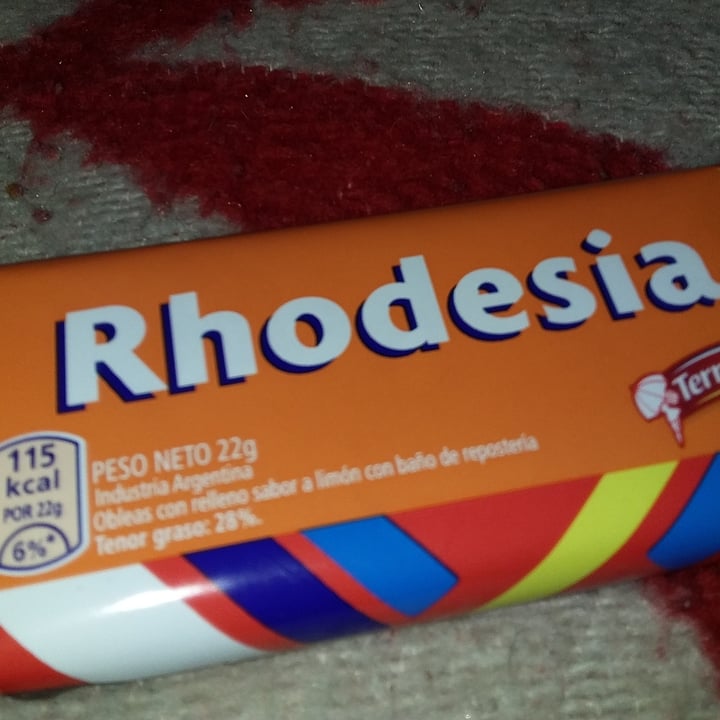 Rhodesia
Terr
115
kcal
POR 22g
6%*
PESO NETO 22g
Industria Argentina
Obleas con relleno sabor a limón con baño de repostería
Tenor graso: 28%.